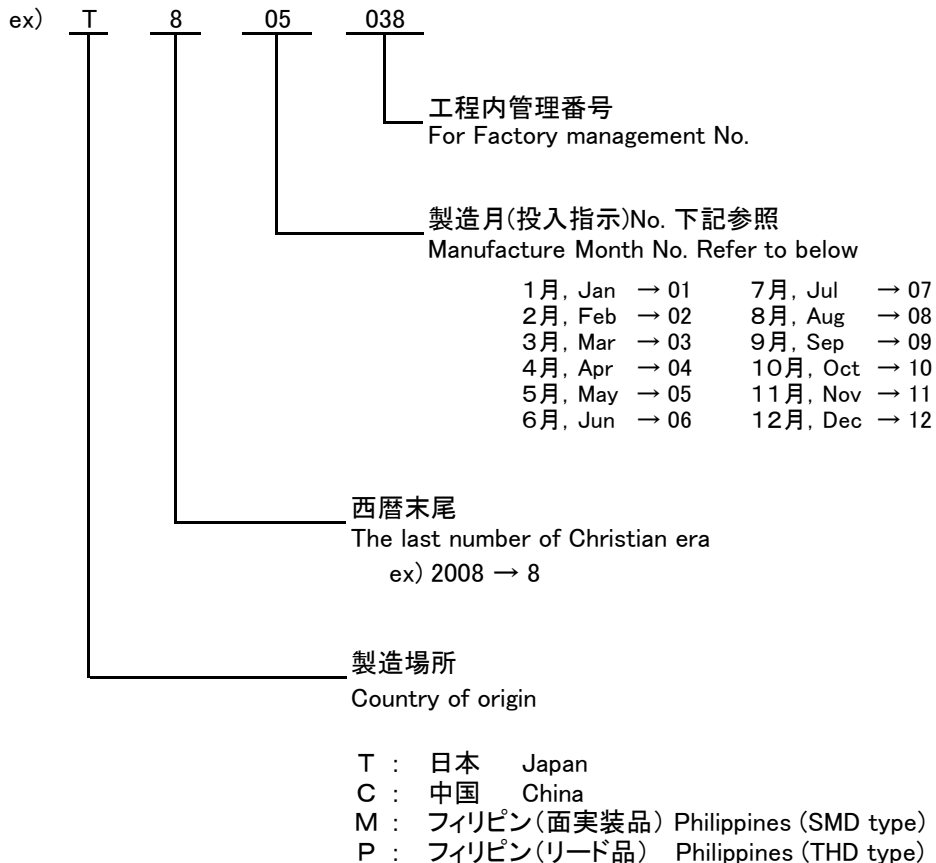 ex) T 8 05 038
工程内管理番号
For Factory management No.
製造月(投入指示)No. 下記参照
Manufacture Month No. Refer to below
1月, Jan → 01 7月, Jul → 07
2月, Feb → 02 8月, Aug → 08
3月, Mar → 03 9月, Sep → 09
4月, Apr → 04 10月, Oct → 10
5月, May → 05 11月, Nov → 11
6月, Jun → 06 12月, Dec → 12
西暦末尾
The last number of Christian era
ex) 2008 → 8
製造場所
Country of origin
T : 日本 Japan
C : 中国 China
M : フィリピン(面実装品) Philippines (SMD type)
P : フィリピン(リード品) Philippines (THD type)